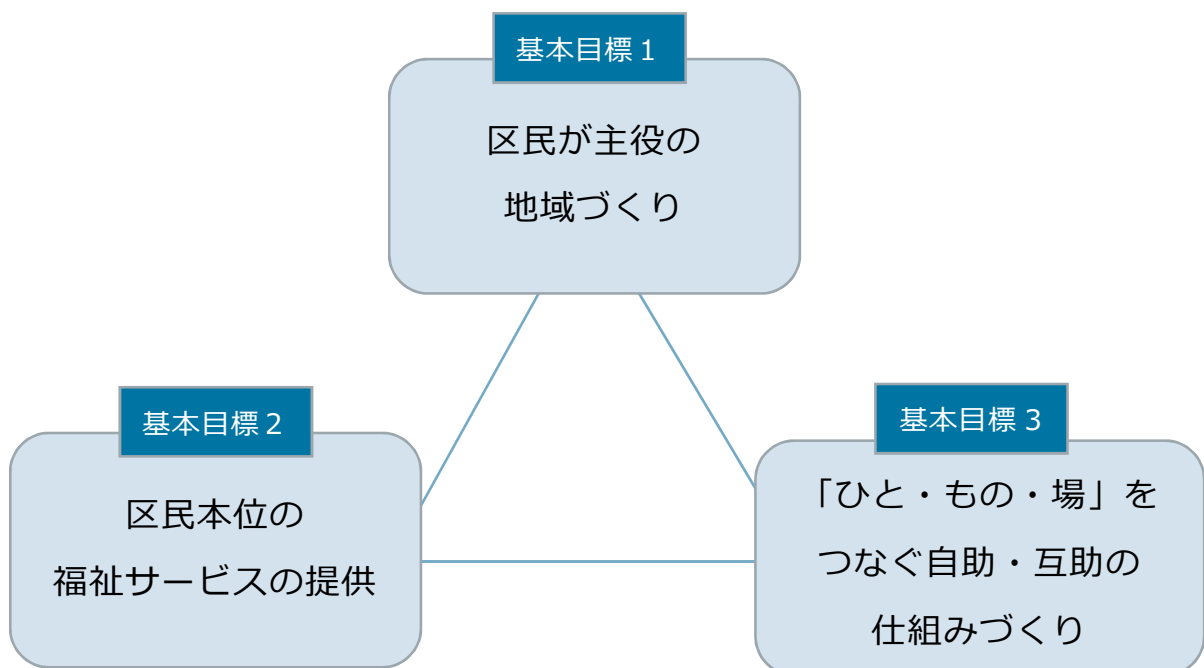 基本目標１
区民が主役の
地域づくり
基本目標２
区民本位の
福祉サービスの提供
基本目標３
「ひと・もの・場」を
つなぐ自助・互助の
仕組みづくり